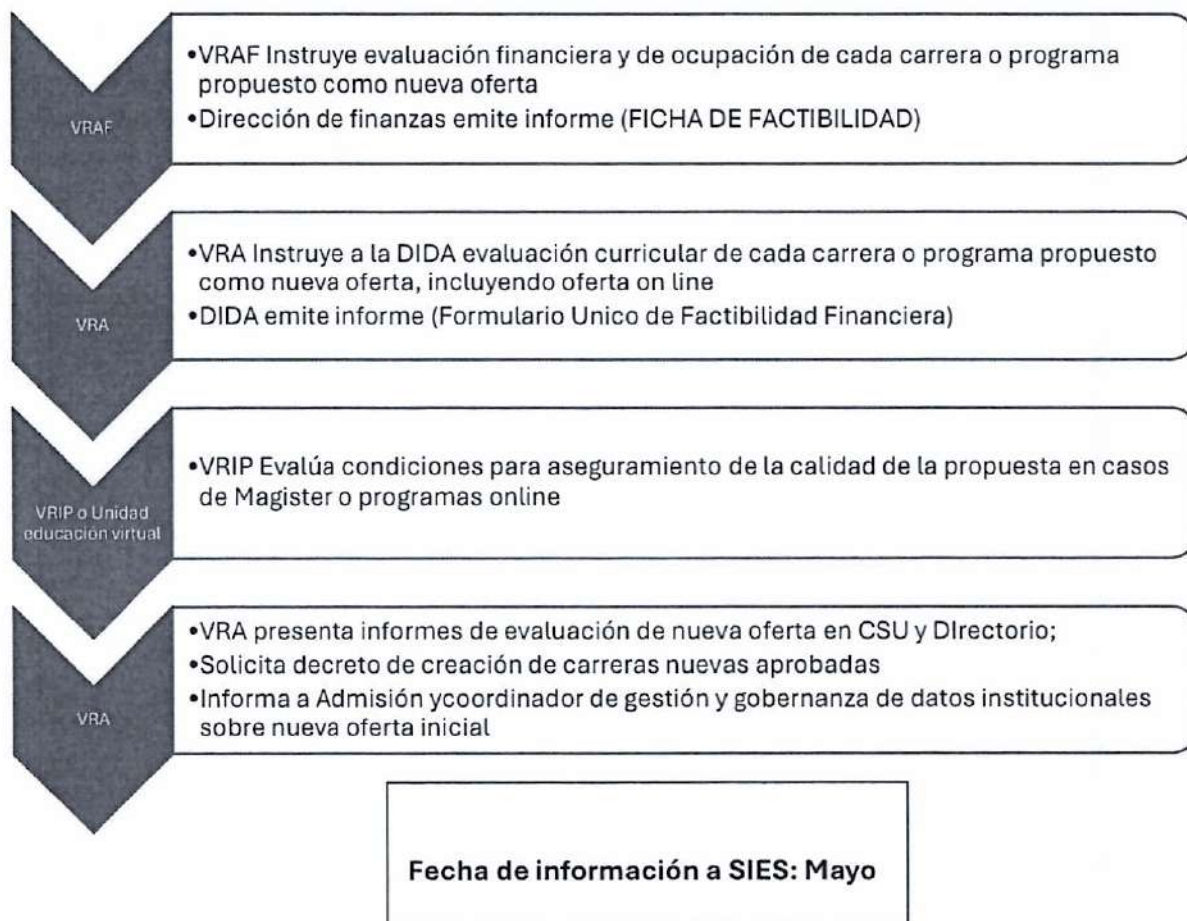 VRAF
•VRAF Instruye evaluación financiera y de ocupación de cada carrera o programa
propuesto como nueva oferta
•Dirección de finanzas emite informe (FICHA DE FACTIBILIDAD)
VRA
•VRA Instruye a la DIDA evaluación curricular de cada carrera o programa propuesto
como nueva oferta, incluyendo oferta on line
•DIDA emite informe (Formulario Unico de Factibilidad Financiera)
VRIP o Unidad
educación virtual
•VRIP Evalúa condiciones para aseguramiento de la calidad de la propuesta en casos
de Magister o programas online
VRA
•VRA presenta informes de evaluación de nueva oferta en CSU y DIrectorio;
•Solicita decreto de creación de carreras nuevas aprobadas
•Informa a Admisión ycoordinador de gestión y gobernanza de datos institucionales
sobre nueva oferta inicial
Fecha de información a SIES: Mayo